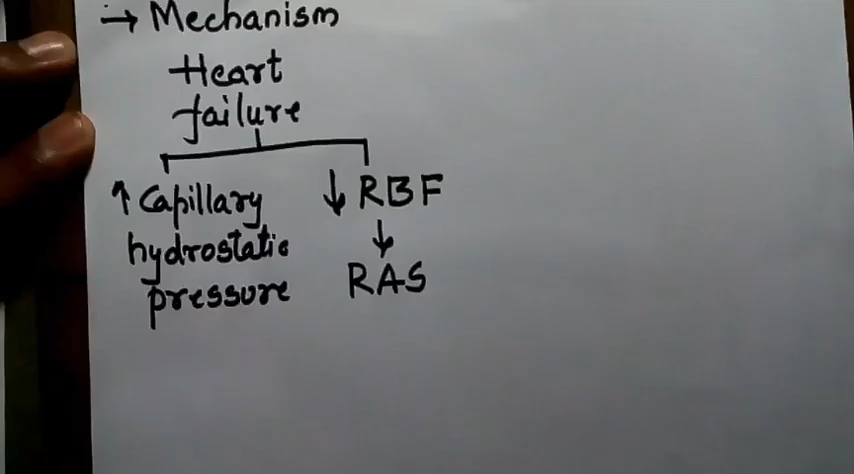 → Mechanism
Heart
failure
↑ Capillary
hydrostatic
pressure
↓ RBF
↓
RAS